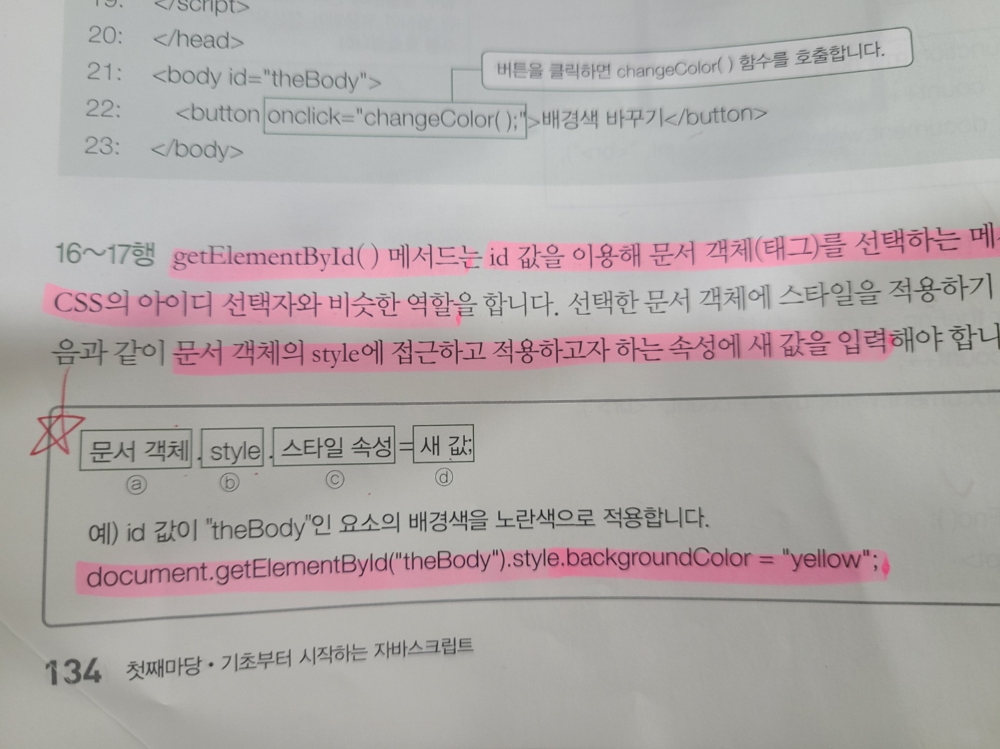 19: </script>
20: </head>
버튼을 클릭하면 changeColor( ) 함수를 호출합니다.
21: <body id="theBody">
22: <button onclick="changeColor( );">배경색 바꾸기</button>
23: </body>
16~17행 getElementById( ) 메서드는 id 값을 이용해 문서 객체(태그)를 선택하는 메
CSS의 아이디 선택자와 비슷한 역할을 합니다. 선택한 문서 객체에 스타일을 적용하기
음과 같이 문서 객체의 style에 접근하고 적용하고자 하는 속성에 새 값을 입력해야 합니
문서 객체 . style . 스타일 속성 = 새 값;
ⓐ ⓑ ⓒ ⓓ
예) id 값이 "theBody"인 요소의 배경색을 노란색으로 적용합니다.
document.getElementById("theBody").style.backgroundColor = "yellow";
134 첫째마당 • 기초부터 시작하는 자바스크립트